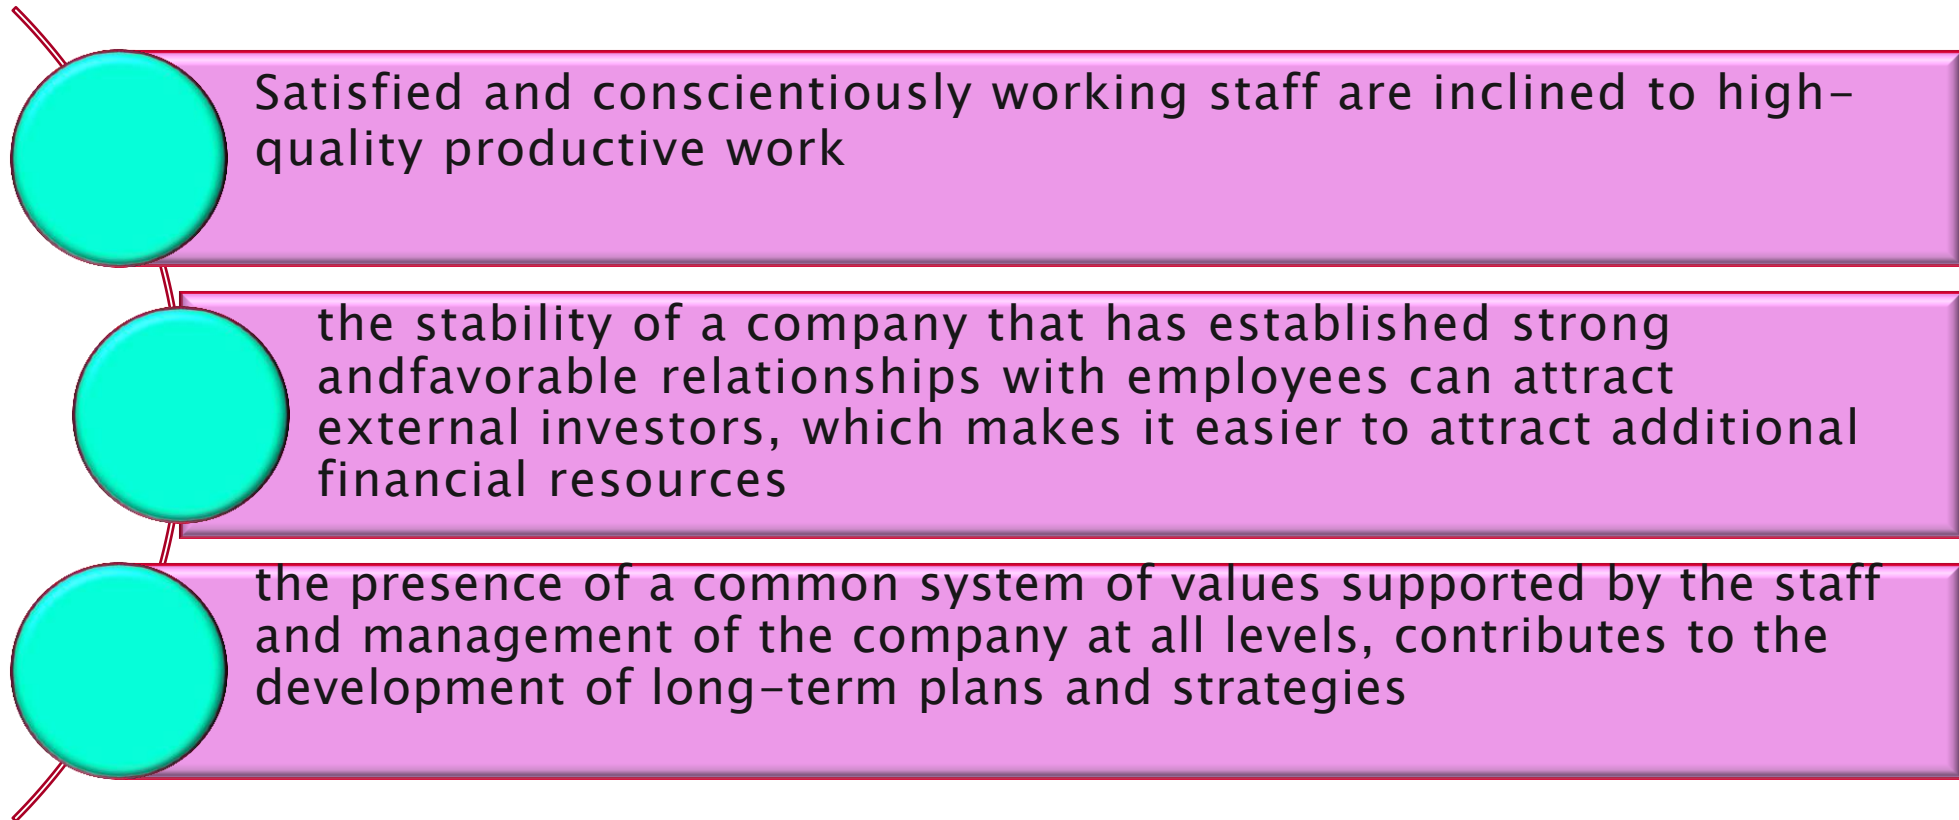 Satisfied and conscientiously working staff are inclined to high-
quality productive work
the stability of a company that has established strong
andfavorable relationships with employees can attract
external investors, which makes it easier to attract additional
financial resources
the presence of a common system of values supported by the staff
and management of the company at all levels, contributes to the
development of long-term plans and strategies